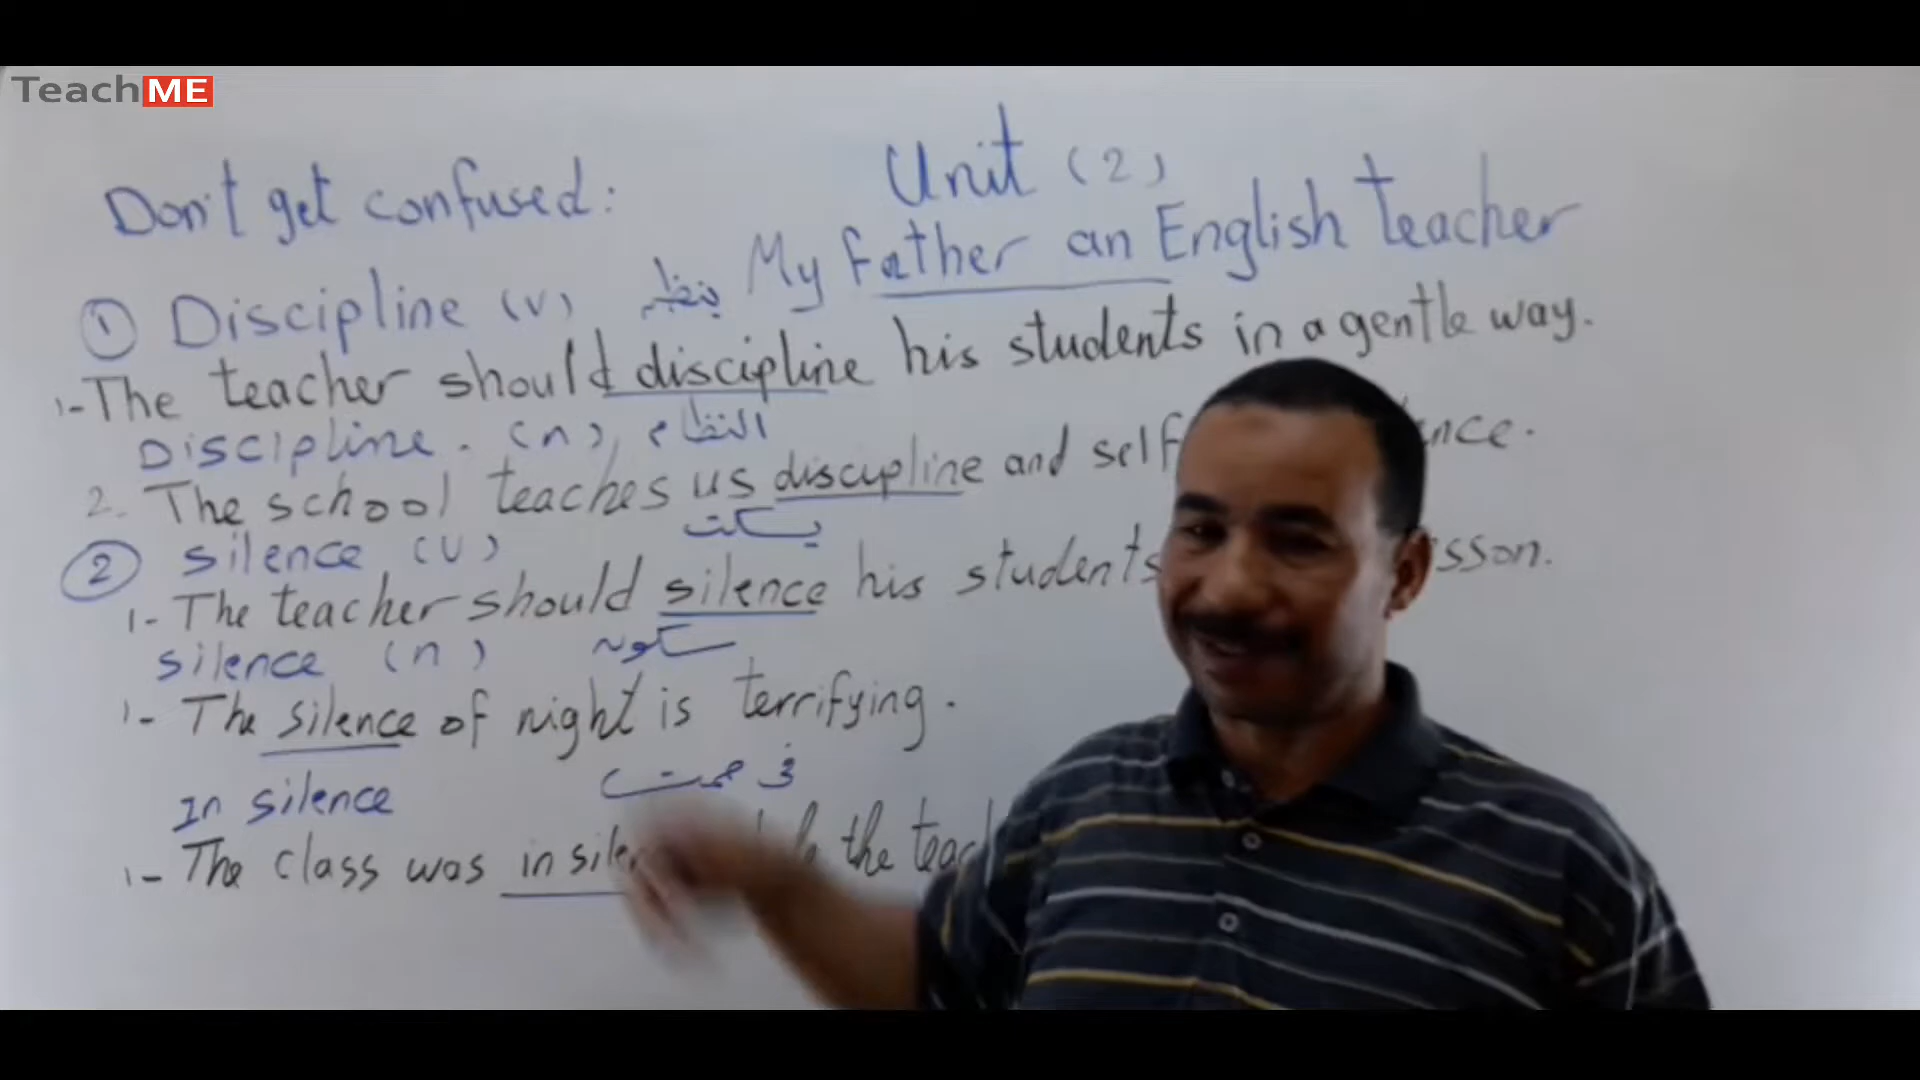 TeachME
Don't get confused:
Unit (2)
My Father an English Teacher
① Discipline (v) ينظم
1- The teacher should discipline his students in a gentle way.
Discipline. (n), النظام
2. The school teaches us discipline and self
② silence (v) يسكت
1- The teacher should silence his students
silence (n) سكون
1- The silence of night is terrifying.
In silence في صمت
1- The class was in the